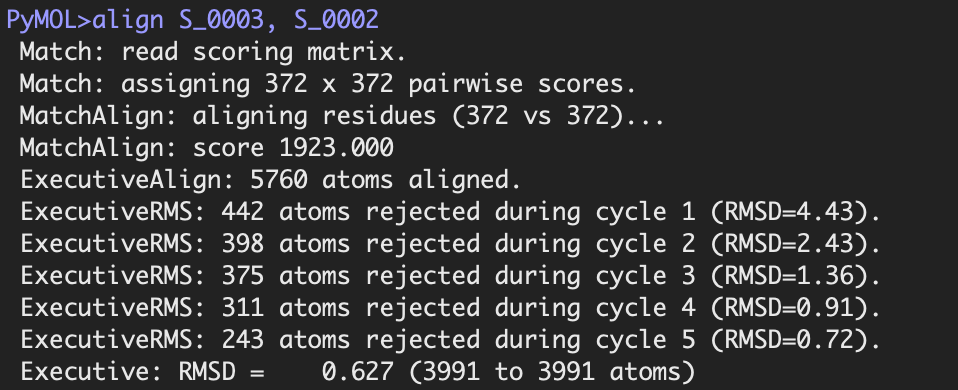 PyMOL>align S_0003, S_0002
Match: read scoring matrix.
Match: assigning 372 x 372 pairwise scores.
MatchAlign: aligning residues (372 vs 372)...
MatchAlign: score 1923.000
ExecutiveAlign: 5760 atoms aligned.
ExecutiveRMS: 442 atoms rejected during cycle 1 (RMSD=4.43).
ExecutiveRMS: 398 atoms rejected during cycle 2 (RMSD=2.43).
ExecutiveRMS: 375 atoms rejected during cycle 3 (RMSD=1.36).
ExecutiveRMS: 311 atoms rejected during cycle 4 (RMSD=0.91).
ExecutiveRMS: 243 atoms rejected during cycle 5 (RMSD=0.72).
Executive: RMSD =    0.627 (3991 to 3991 atoms)